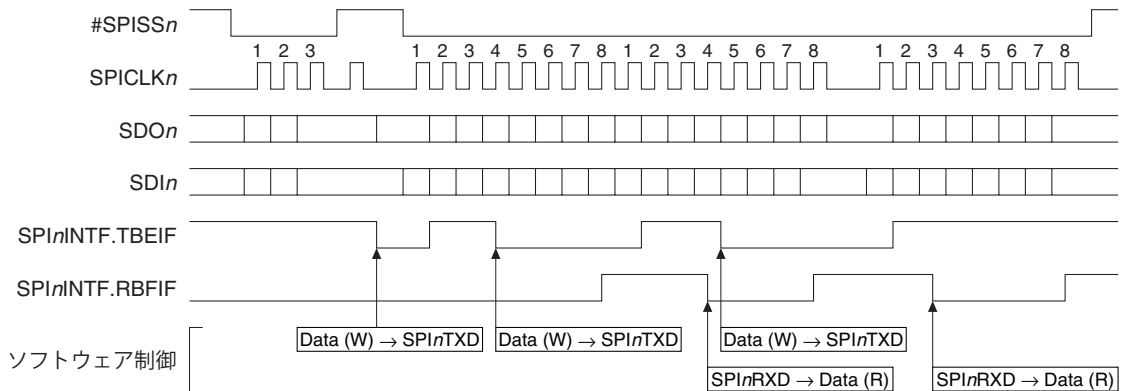 #SPISSn
1 2 3 1 2 3 4 5 6 7 8 1 2 3 4 5 6 7 8 1 2 3 4 5 6 7 8
SPICLKn
SDOn
SDIn
SPInINTF.TBEIF
SPInINTF.RBFIF
Data (W) → SPInTXD Data (W) → SPInTXD Data (W) → SPInTXD
ソフトウェア制御
SPInRXD → Data (R) SPInRXD → Data (R)